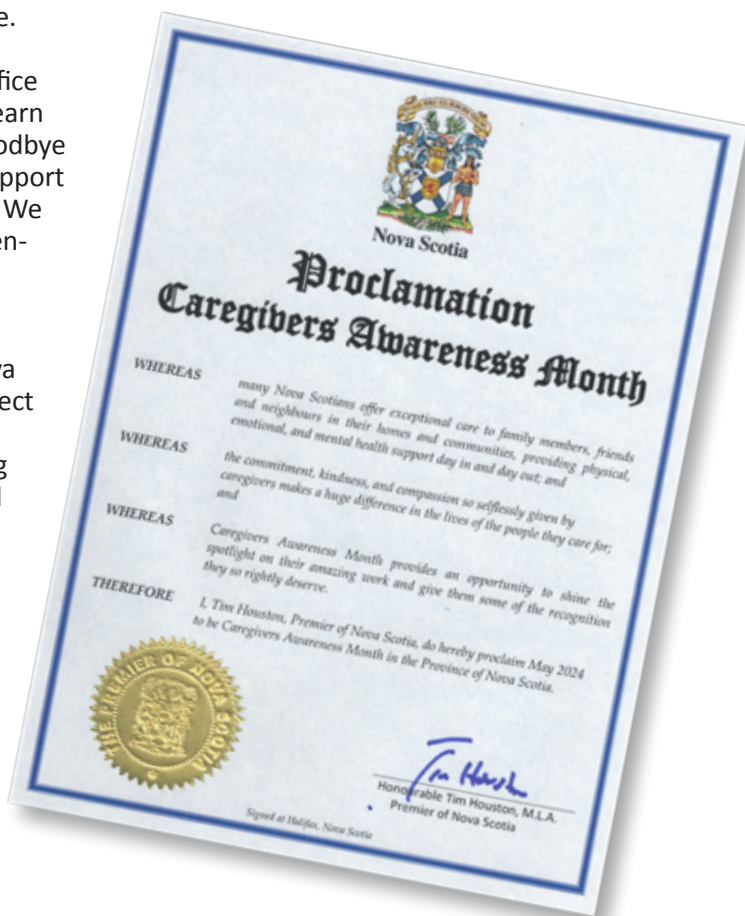 e.
fice
earn
odbye
pport
We
en-
va
ect
g
l
Nova Scotia
Proclamation
Caregivers Awareness Month
WHEREAS
many Nova Scotians offer exceptional care to family members, friends
and neighbours in their homes and communities, providing physical,
emotional, and mental health support day in and day out; and
WHEREAS
the commitment, kindness, and compassion so selflessly given by
caregivers makes a huge difference in the lives of the people they care for;
and
WHEREAS
Caregivers Awareness Month provides an opportunity to shine the
spotlight on their amazing work and give them some of the recognition
they so rightly deserve.
THEREFORE
I, Tim Houston, Premier of Nova Scotia, do hereby proclaim May 2024
to be Caregivers Awareness Month in the Province of Nova Scotia.
THE PREMIER OF NOVA SCOTIA
Tim Houston
Honourable Tim Houston, M.L.A.
Premier of Nova Scotia
Signed at Halifax, Nova Scotia